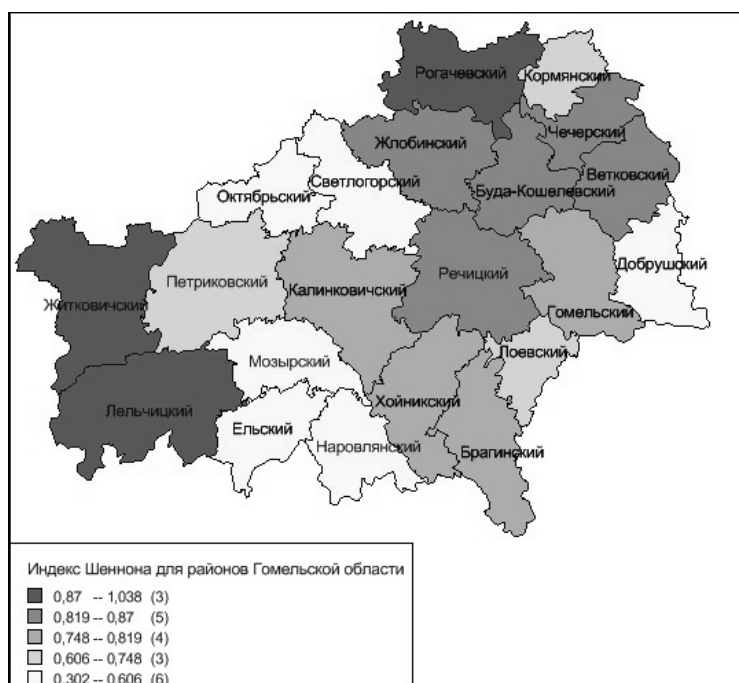 Рогачевский
Кормянский
Чечерский
Жлобинский
Ветковский
Буда-Кошелевский
Светлогорский
Октябрьский
Добрушский
Речицкий
Петриковский
Калинковичский
Житковичский
Гомельский
Лоевский
Мозырский
Хойникский
Лельчицкий
Ельский
Наровлянский
Брагинский
Индекс Шеннона для районов Гомельской области
0,87 -- 1,038 (3)
0,819 -- 0,87 (5)
0,748 -- 0,819 (4)
0,606 -- 0,748 (3)
0,302 -- 0,606 (6)